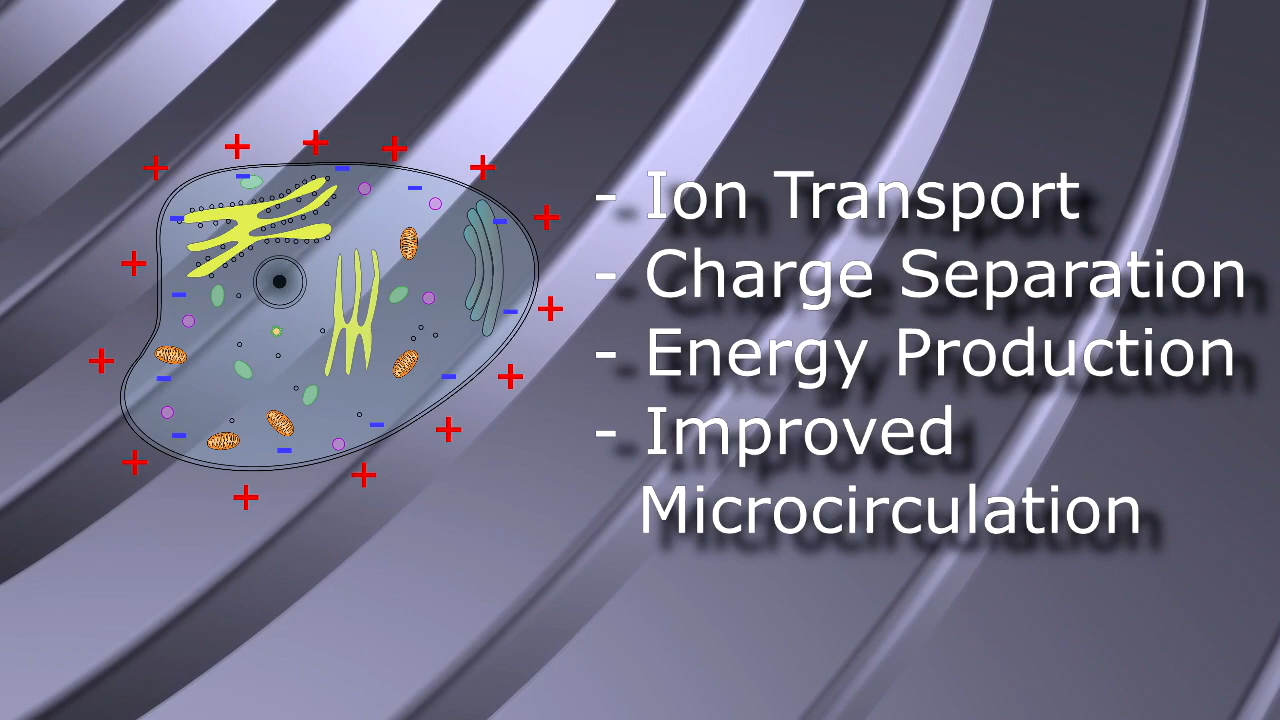 - Ion Transport
- Charge Separation
- Energy Production
- Improved
Microcirculation